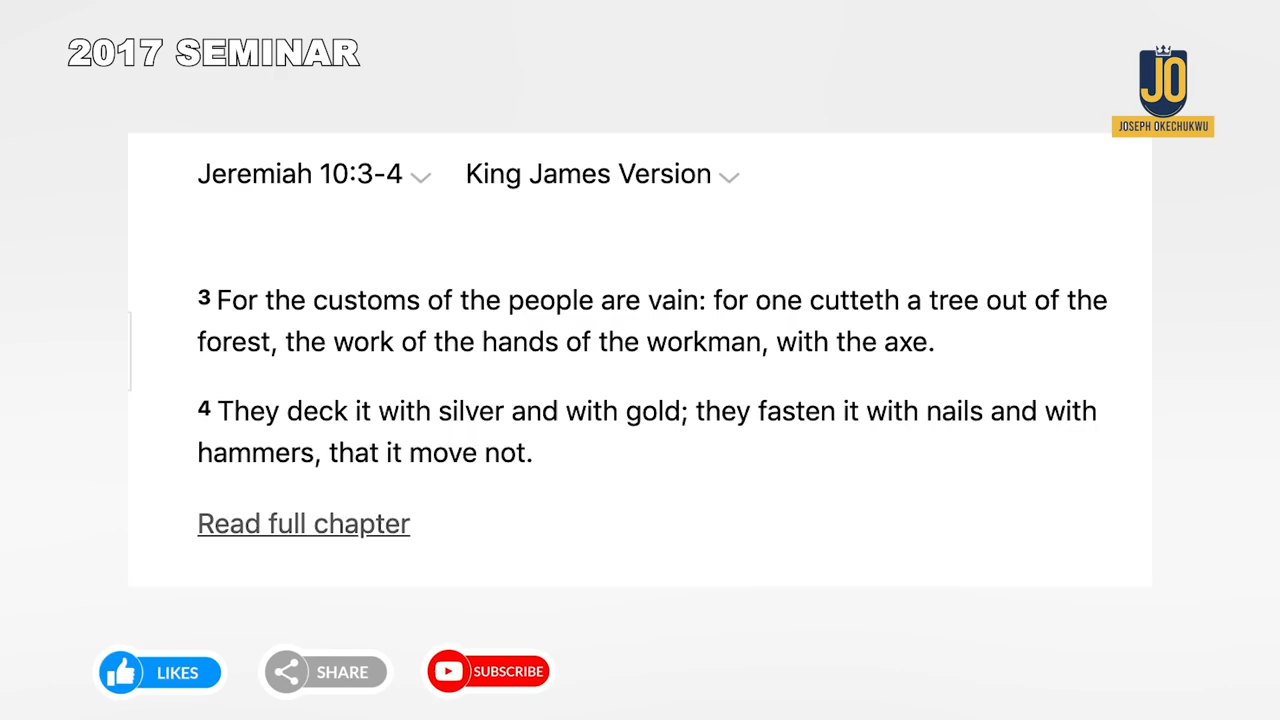 2017 SEMINAR
JO
JOSEPH OKECHUKWU
Jeremiah 10:3-4 King James Version
3 For the customs of the people are vain: for one cutteth a tree out of the
forest, the work of the hands of the workman, with the axe.
4 They deck it with silver and with gold; they fasten it with nails and with
hammers, that it move not.
Read full chapter
LIKES SHARE SUBSCRIBE